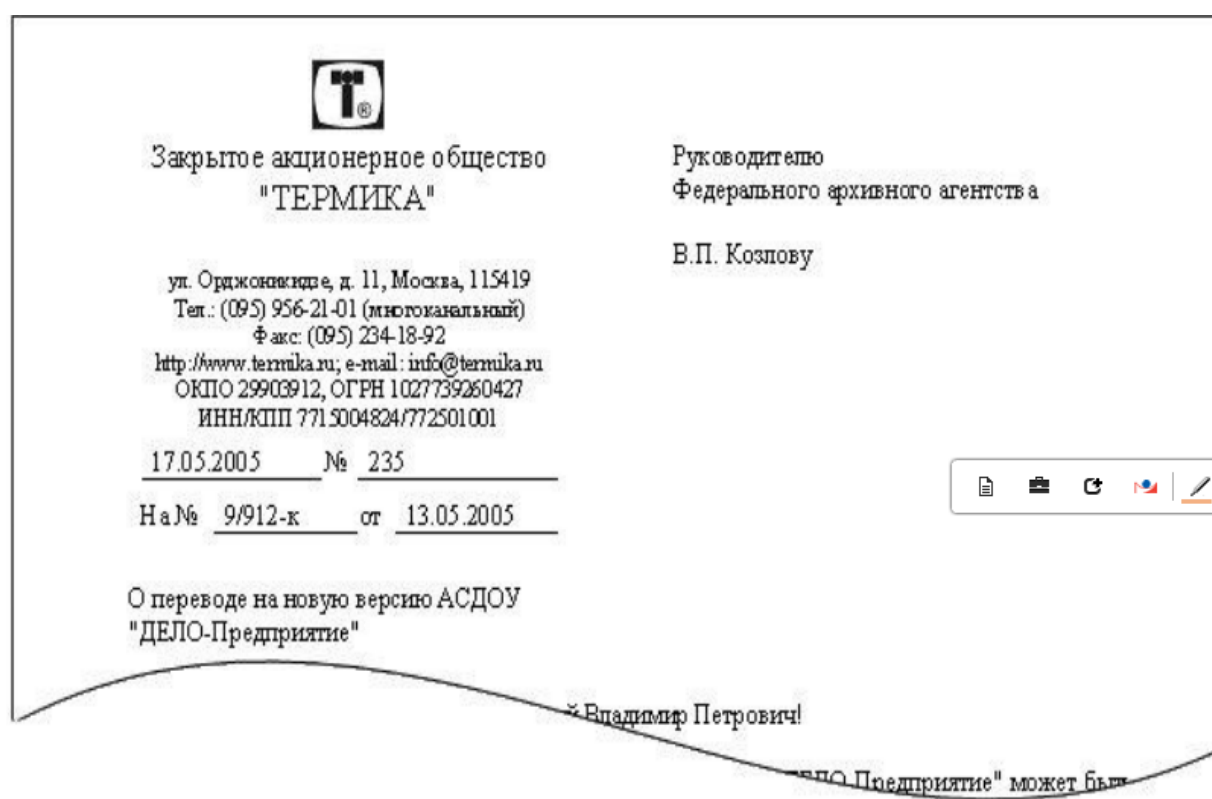 Закрытое акционерное общество
"ТЕРМИКА"
ул. Орджоникидзе, д. 11, Москва, 115419
Тел.: (095) 956-21-01 (многоканальный)
Факс: (095) 234-18-92
http://www.termika.ru; e-mail: info@termika.ru
ОКПО 29903912, ОГРН 1027739260427
ИНН/КПП 7715004824/772501001
17.05.2005 № 235
На № 9/912-к от 13.05.2005
Руководителю
Федерального архивного агентства
В.П. Козлову
О переводе на новую версию АСДОУ
"ДЕЛО-Предприятие"
Владимир Петрович!
Предприятие" может